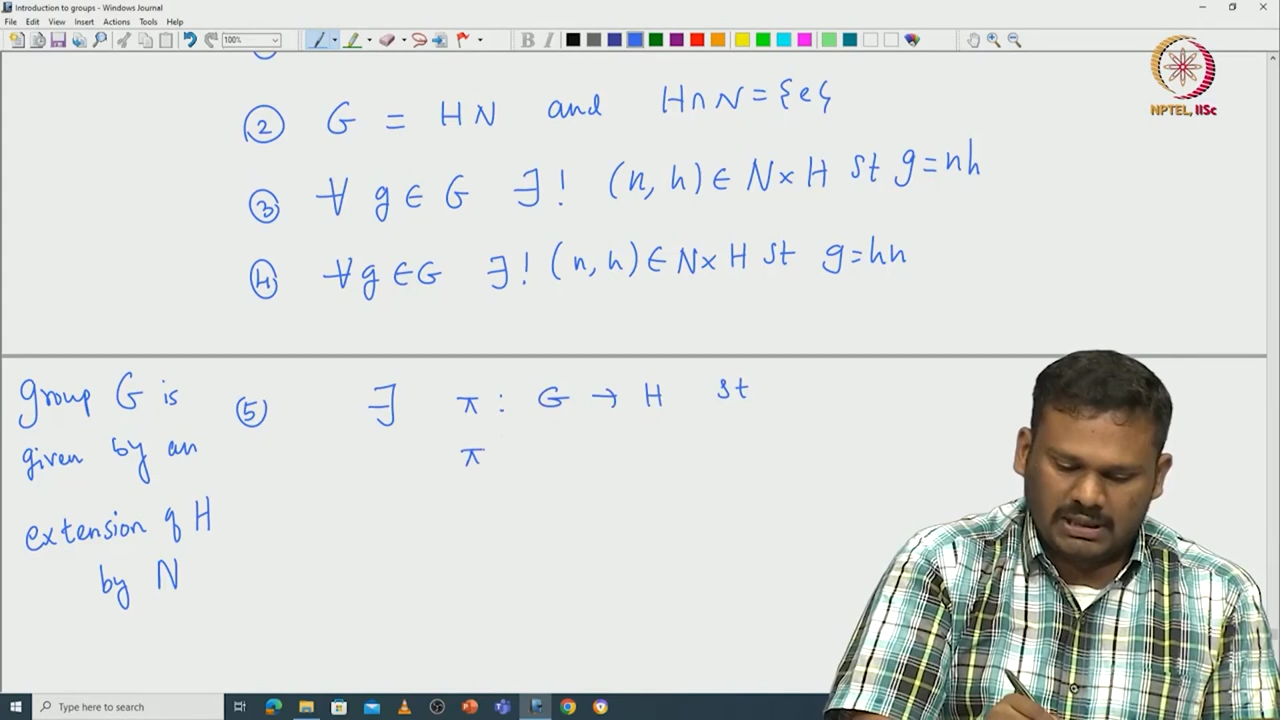 Introduction to groups - Windows Journal
File Edit View Insert Actions Tools Help
100%
NPTEL, IISc
② G = HN and H∩N = {e}
③ ∀ g ∈ G ∃! (n, h) ∈ N × H st g = nh
④ ∀ g ∈ G ∃! (n, h) ∈ N × H st g = hn
group G is
given by an
extension of H
by N
⑤ ∃ π : G → H st
π
Type here to search